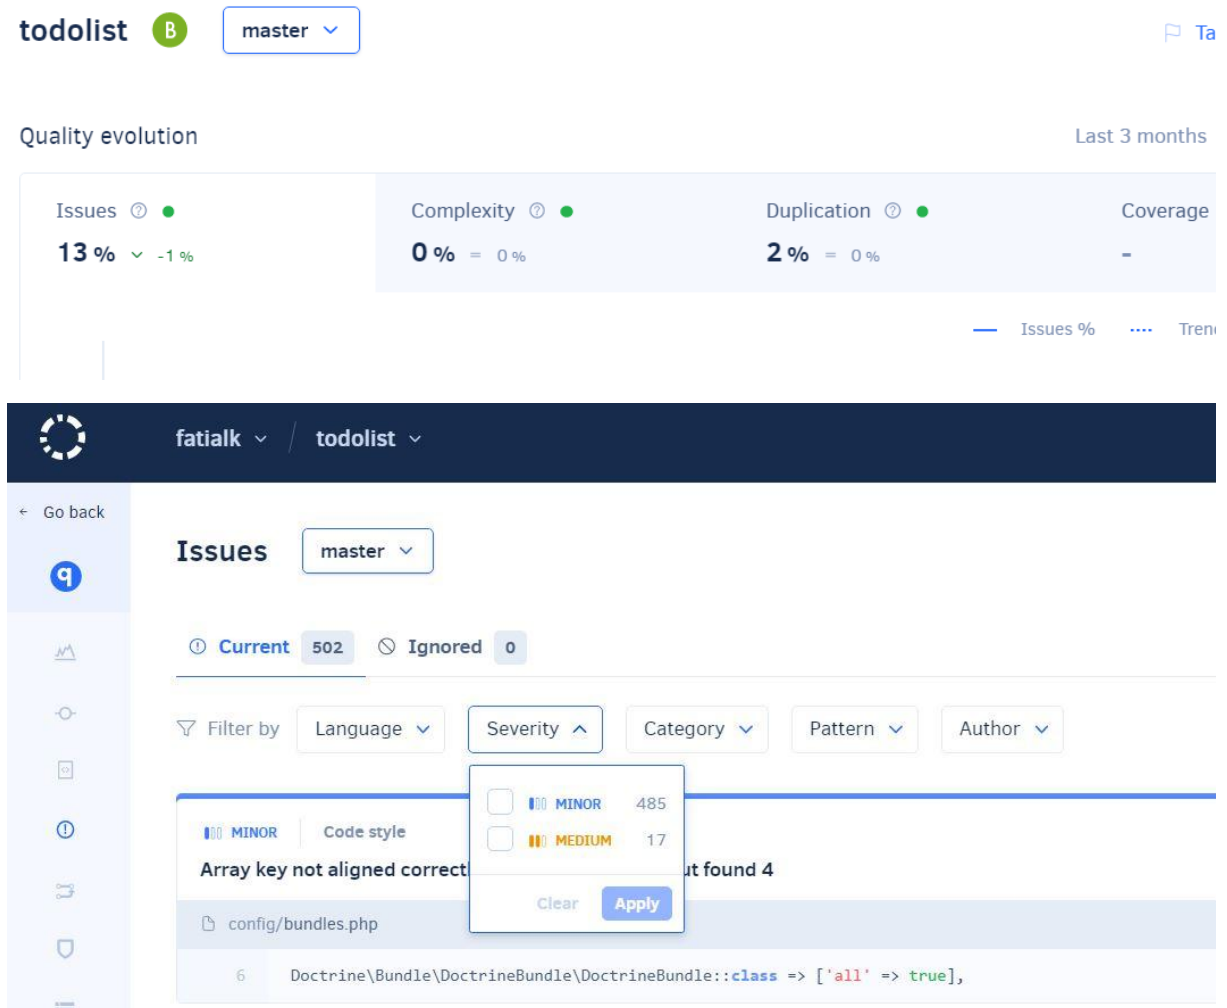 todolist B master
Ta
Quality evolution
Last 3 months
Issues Complexity Duplication Coverage
13 % -1 % 0 % = 0 % 2 % = 0 % -
Issues % Tren
fatialk / todolist
Go back
Issues master
Current 502 Ignored 0
Filter by Language Severity Category Pattern Author
MINOR 485
MEDIUM 17
Clear Apply
MINOR Code style
Array key not aligned correctl ut found 4
config/bundles.php
6 Doctrine\Bundle\DoctrineBundle\DoctrineBundle::class => ['all' => true],